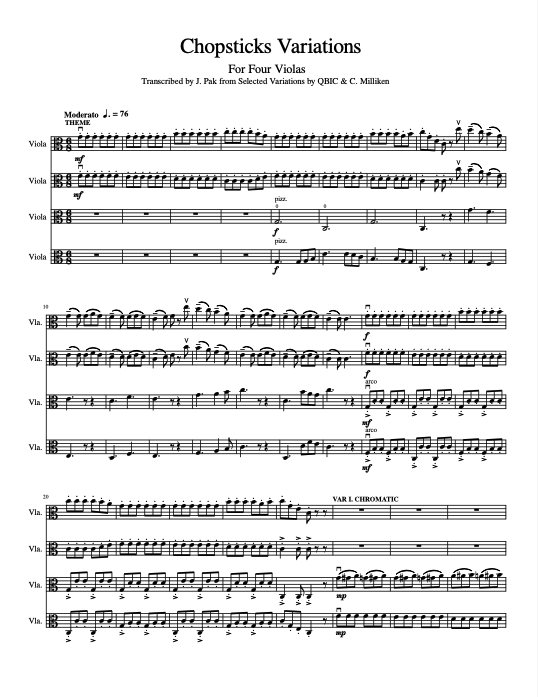 Chopsticks Variations
For Four Violas
Transcribed by J. Pak from Selected Variations by QBIC & C. Milliken
Moderato ♩. = 76
THEME
Viola
mf
Viola
mf
pizz.
Viola
f
pizz.
Viola
f
10
Vla.
f
Vla.
f
arco
Vla.
mf
arco
Vla.
mf
20
VAR I. CHROMATIC
Vla.
Vla.
Vla.
mp
Vla.
mp